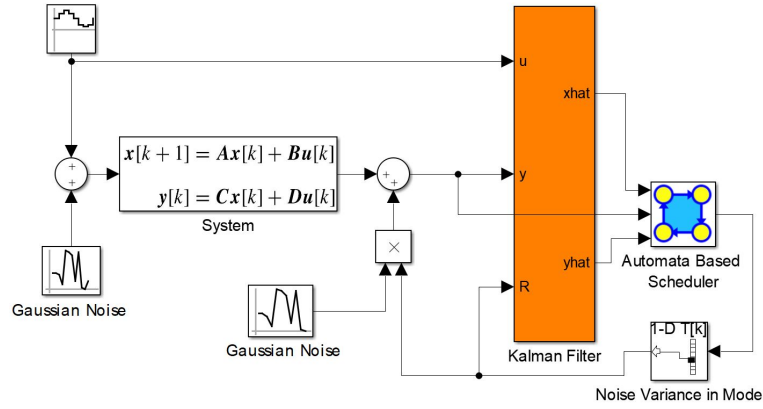 u
xhat
x[k + 1] = Ax[k] + Bu[k]
y[k] = Cx[k] + Du[k]
+
+
++
y
System
×
yhat
Automata Based
Scheduler
R
Gaussian Noise
Gaussian Noise
Kalman Filter
1-D T[k]
Noise Variance in Mode